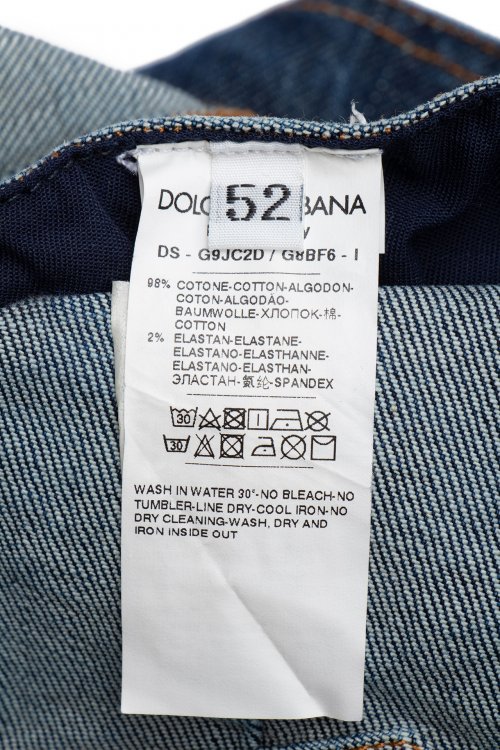 52
DOLC BBANA
DS - G9JC2D / G8BF6 - I
98% COTONE-COTTON-ALGODON-
COTON-ALGODÃO-
BAUMWOLLE-ХЛОПОК-棉-
COTTON
2% ELASTAN-ELASTANE-
ELASTANO-ELASTHANNE-
ELASTANO-ELASTHAN-
ЭЛАСТАН-氨纶-SPANDEX
30
30
WASH IN WATER 30°-NO BLEACH-NO
TUMBLER-LINE DRY-COOL IRON-NO
DRY CLEANING-WASH, DRY AND
IRON INSIDE OUT